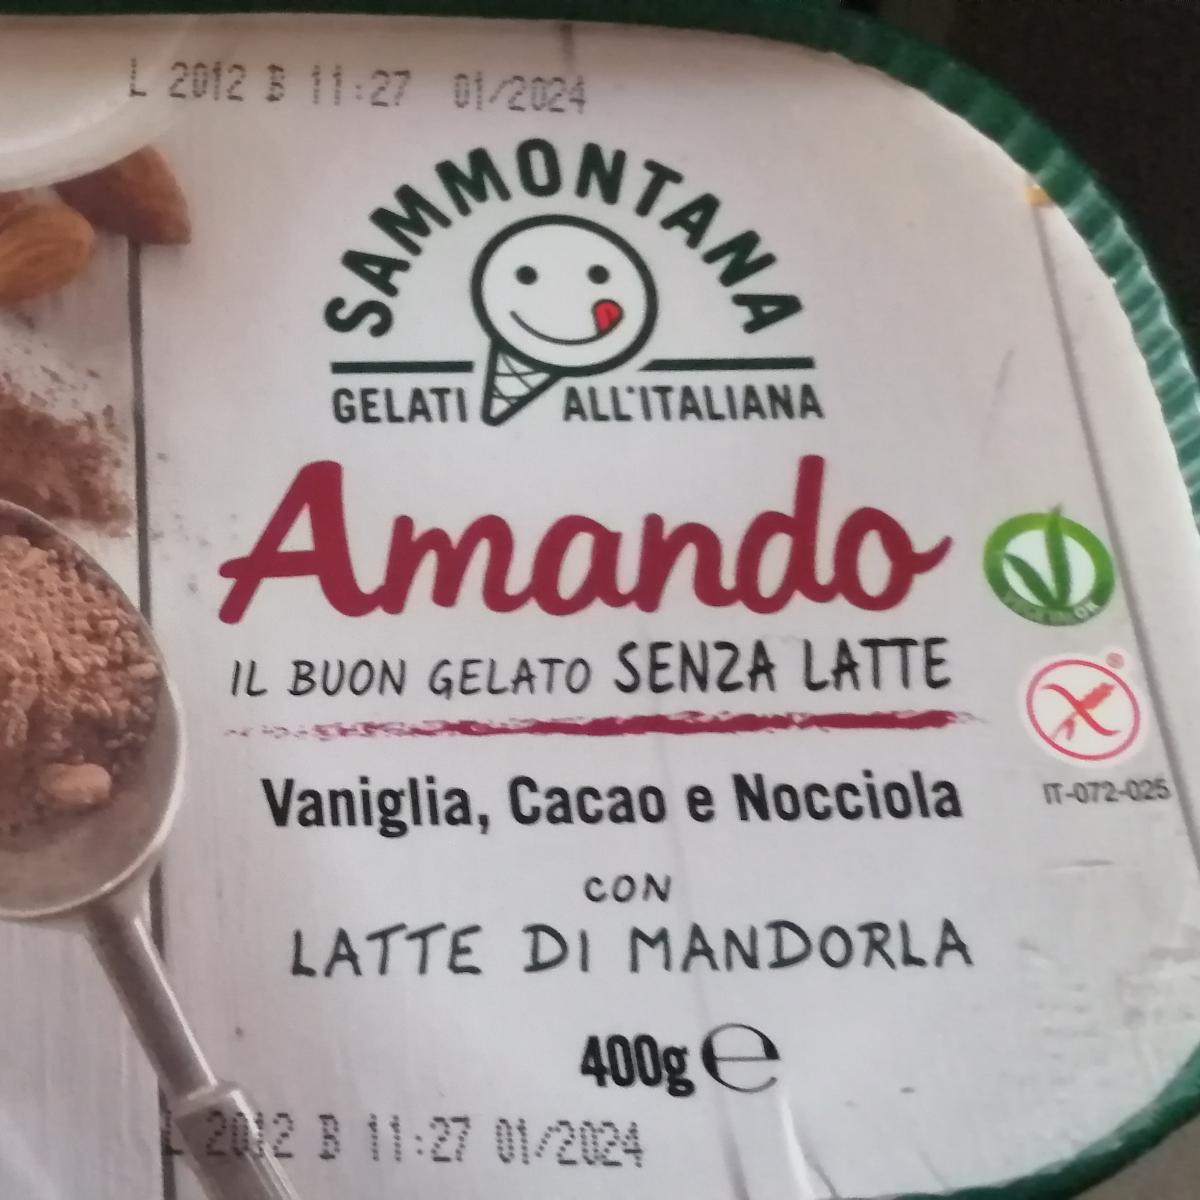 L 2012 B 11:27 01/2024
SAMMONTANA
GELATI ALL'ITALIANA
Amando
IL BUON GELATO SENZA LATTE
®
IT-072-025
Vaniglia, Cacao e Nocciola
CON
LATTE DI MANDORLA
400g ℮
L 2012 B 11:27 01/2024